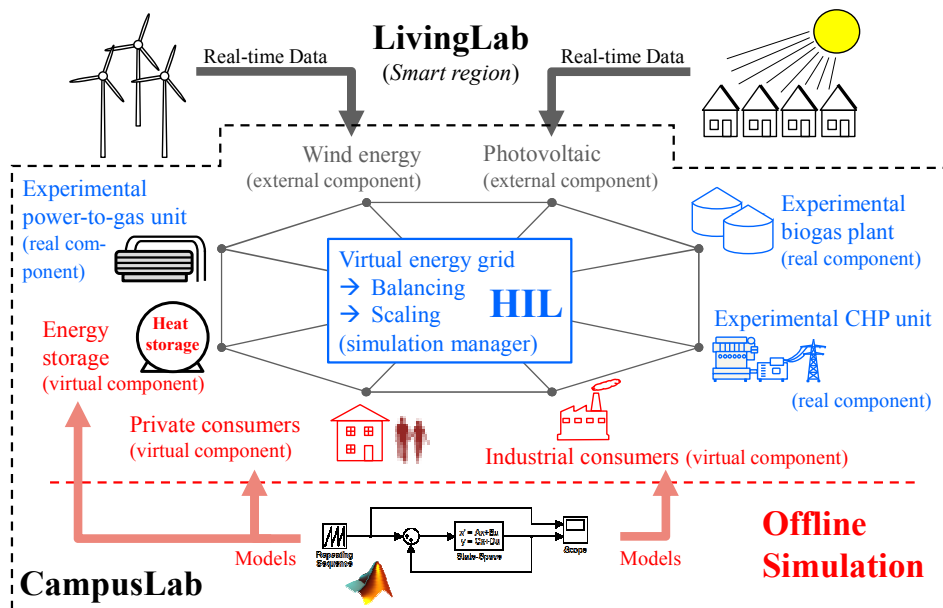 LivingLab
(Smart region)
Real-time Data
Real-time Data
Wind energy
(external component)
Photovoltaic
(external component)
Experimental
power-to-gas unit
(real com-
ponent)
Experimental
biogas plant
(real component)
Virtual energy grid
→ Balancing
→ Scaling
(simulation manager)
HIL
Energy
storage
(virtual component)
Heat
storage
Experimental CHP unit
(real component)
Private consumers
(virtual component)
Industrial consumers (virtual component)
Models
Repeating
Sequence
x' = Ax+Bu
y = Cx+Du
State-Space
Scope
Models
Offline
Simulation
CampusLab